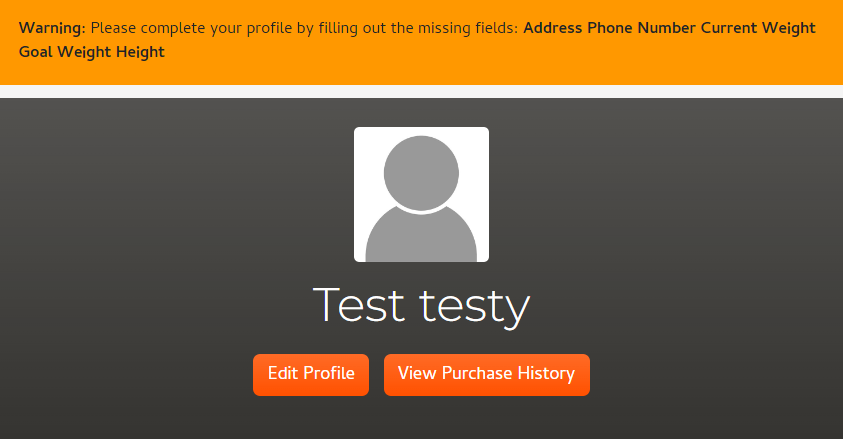 Warning: Please complete your profile by filling out the missing fields: Address Phone Number Current Weight
Goal Weight Height
Test testy
Edit Profile
View Purchase History